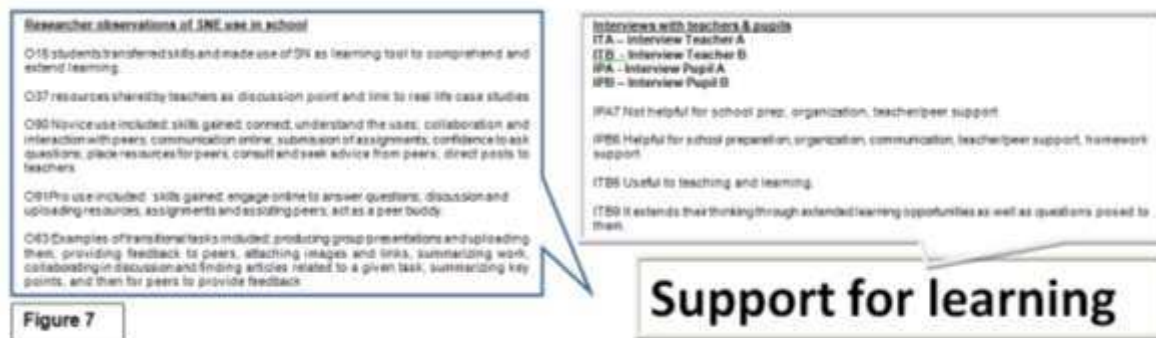 Researcher observations of SNE use in school
O18 students transferred skills and made use of SN as learning tool to comprehend and
extend learning.
O37 resources shared by teachers as discussion point and link to real life case studies
O90 Novice use included: skills gained; connect; understand the uses; collaboration and
interaction with peers; communication online; submission of assignments; confidence to ask
questions; place resources for peers; consult and seek advice from peers; direct posts to
teachers
O91 Pro use included: skills gained; engage online to answer questions; discussion and
uploading resources; assignments and assisting peers; act as a peer buddy.
O63 Examples of transitional tasks included: producing group presentations and uploading
them, providing feedback to peers, attaching images and links, summarizing work,
collaborating in discussion and finding articles related to a given task, summarizing key
points, and then for peers to provide feedback
Figure 7
Interviews with teachers & pupils
ITA – Interview Teacher A
ITB - Interview Teacher B
IPA - Interview Pupil A
IPB – Interview Pupil B
IPA7 Not helpful for school prep, organization, teacher/peer support
IPB6 Helpful for school preparation, organization, communication, teacher/peer support, homework
support
ITB6 Useful to teaching and learning.
ITB9 It extends their thinking through extended learning opportunities as well as questions posed to
them.
Support for learning